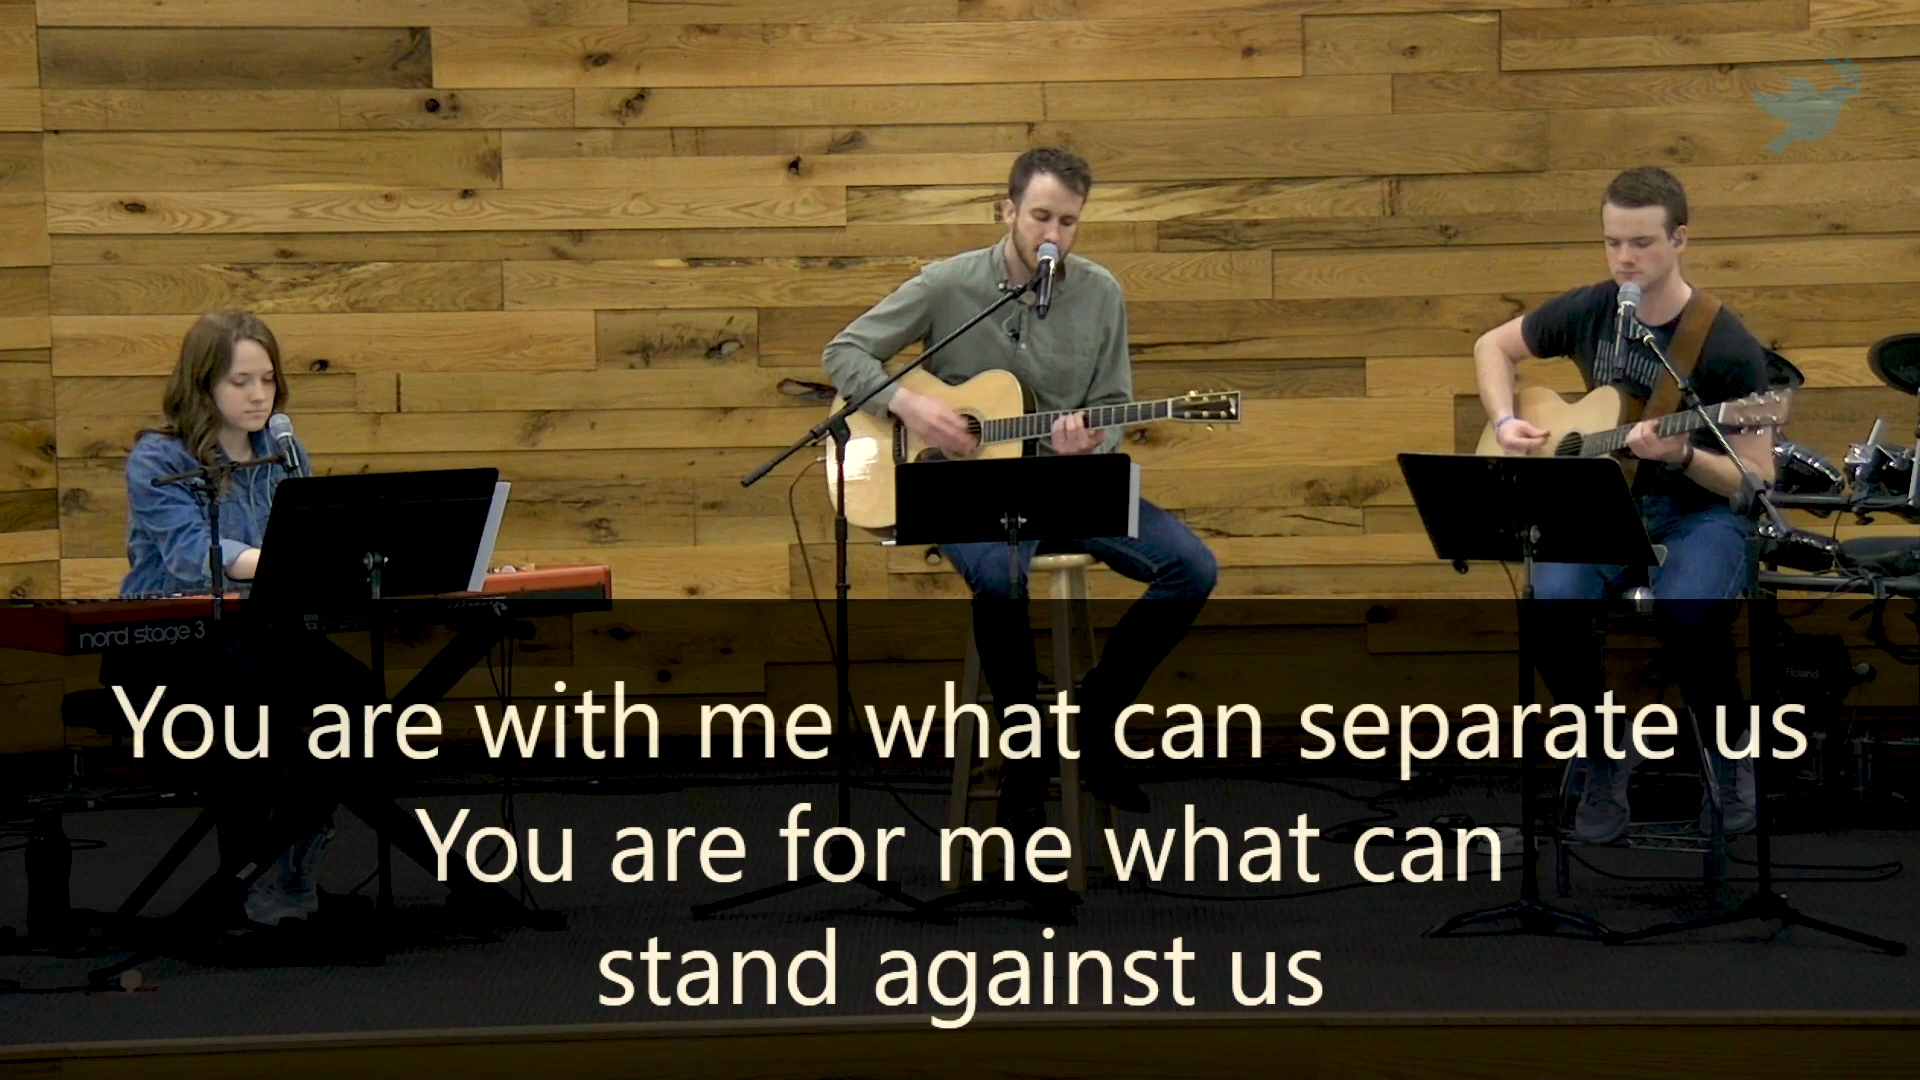 nord stage 3
Roland
You are with me what can separate us
You are for me what can
stand against us